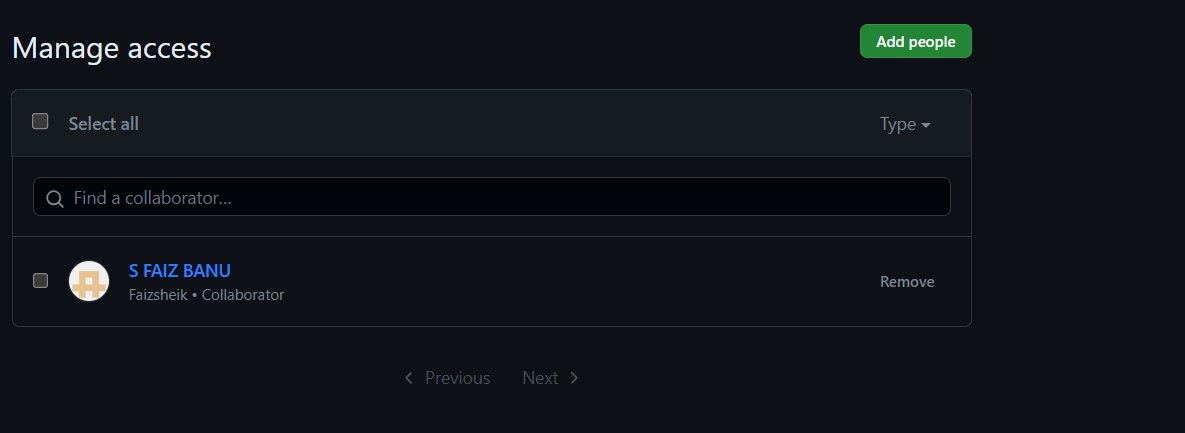 Manage access
Add people
Select all
Type
Find a collaborator...
S FAIZ BANU
Faizsheik • Collaborator
Remove
Previous
Next